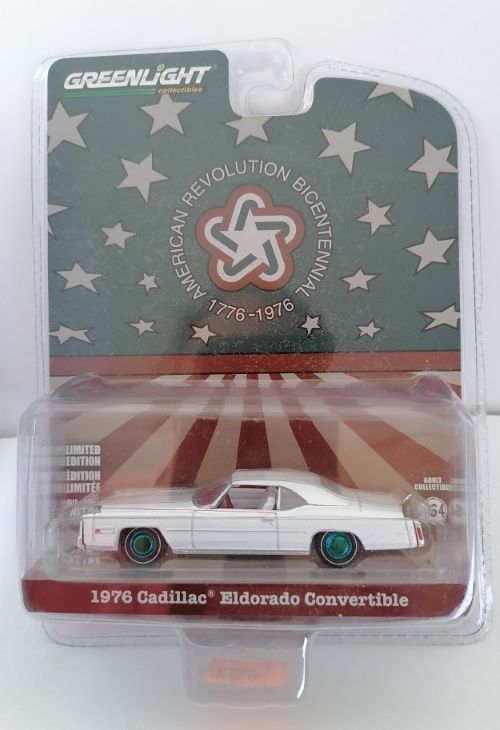 GREENLIGHT
collectibles
AMERICAN REVOLUTION BICENTENNIAL
1776-1976
LIMITED
EDITION
ÉDITION
LIMITÉE
ADULT
COLLECTIBLE
1976 Cadillac® Eldorado Convertible